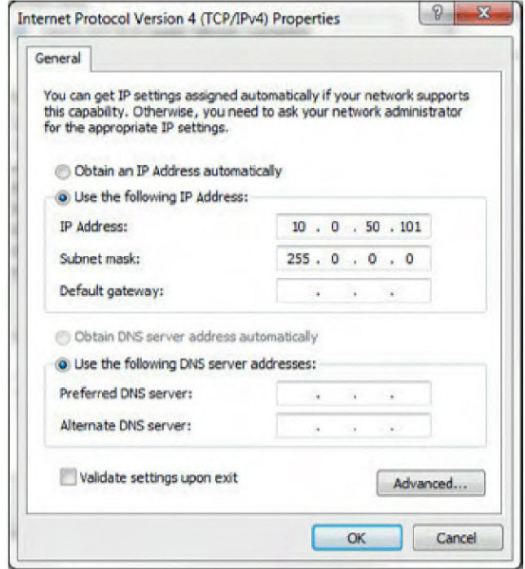 Internet Protocol Version 4 (TCP/IPv4) Properties
General
You can get IP settings assigned automatically if your network supports
this capability. Otherwise, you need to ask your network administrator
for the appropriate IP settings.
Obtain an IP Address automatically
Use the following IP Address:
IP Address: 10 . 0 . 50 . 101
Subnet mask: 255 . 0 . 0 . 0
Default gateway: . . .
Obtain DNS server address automatically
Use the following DNS server addresses:
Preferred DNS server: . . .
Alternate DNS server: . . .
Validate settings upon exit
Advanced...
OK Cancel